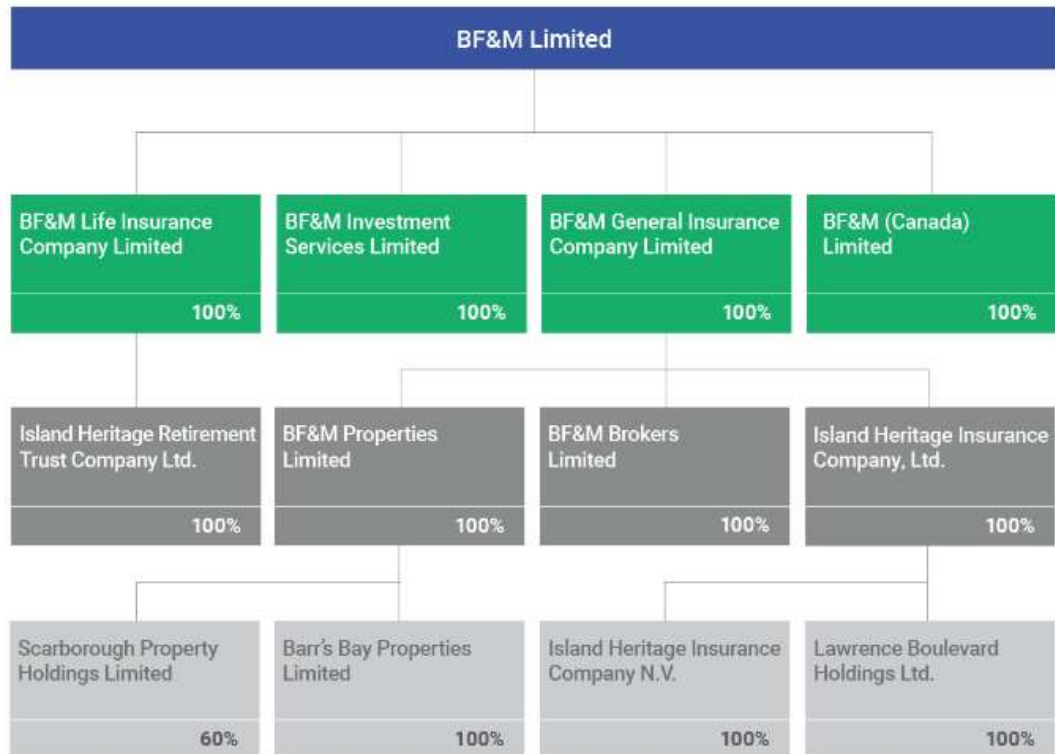 BF&M Limited
BF&M Life Insurance
Company Limited
100%
BF&M Investment
Services Limited
100%
BF&M General Insurance
Company Limited
100%
BF&M (Canada)
Limited
100%
Island Heritage Retirement
Trust Company Ltd.
100%
BF&M Properties
Limited
100%
BF&M Brokers
Limited
100%
Island Heritage Insurance
Company, Ltd.
100%
Scarborough Property
Holdings Limited
60%
Barr's Bay Properties
Limited
100%
Island Heritage Insurance
Company N.V.
100%
Lawrence Boulevard
Holdings Ltd.
100%